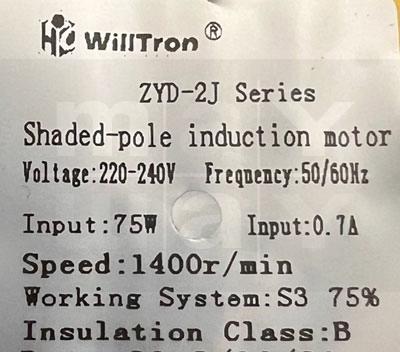 WillTron®
ZYD-2J Series
Shaded-pole induction motor
Voltage:220-240V Frequency:50/60Hz
Input:75W Input:0.7A
Speed:1400r/min
Working System:S3 75%
Insulation Class:B